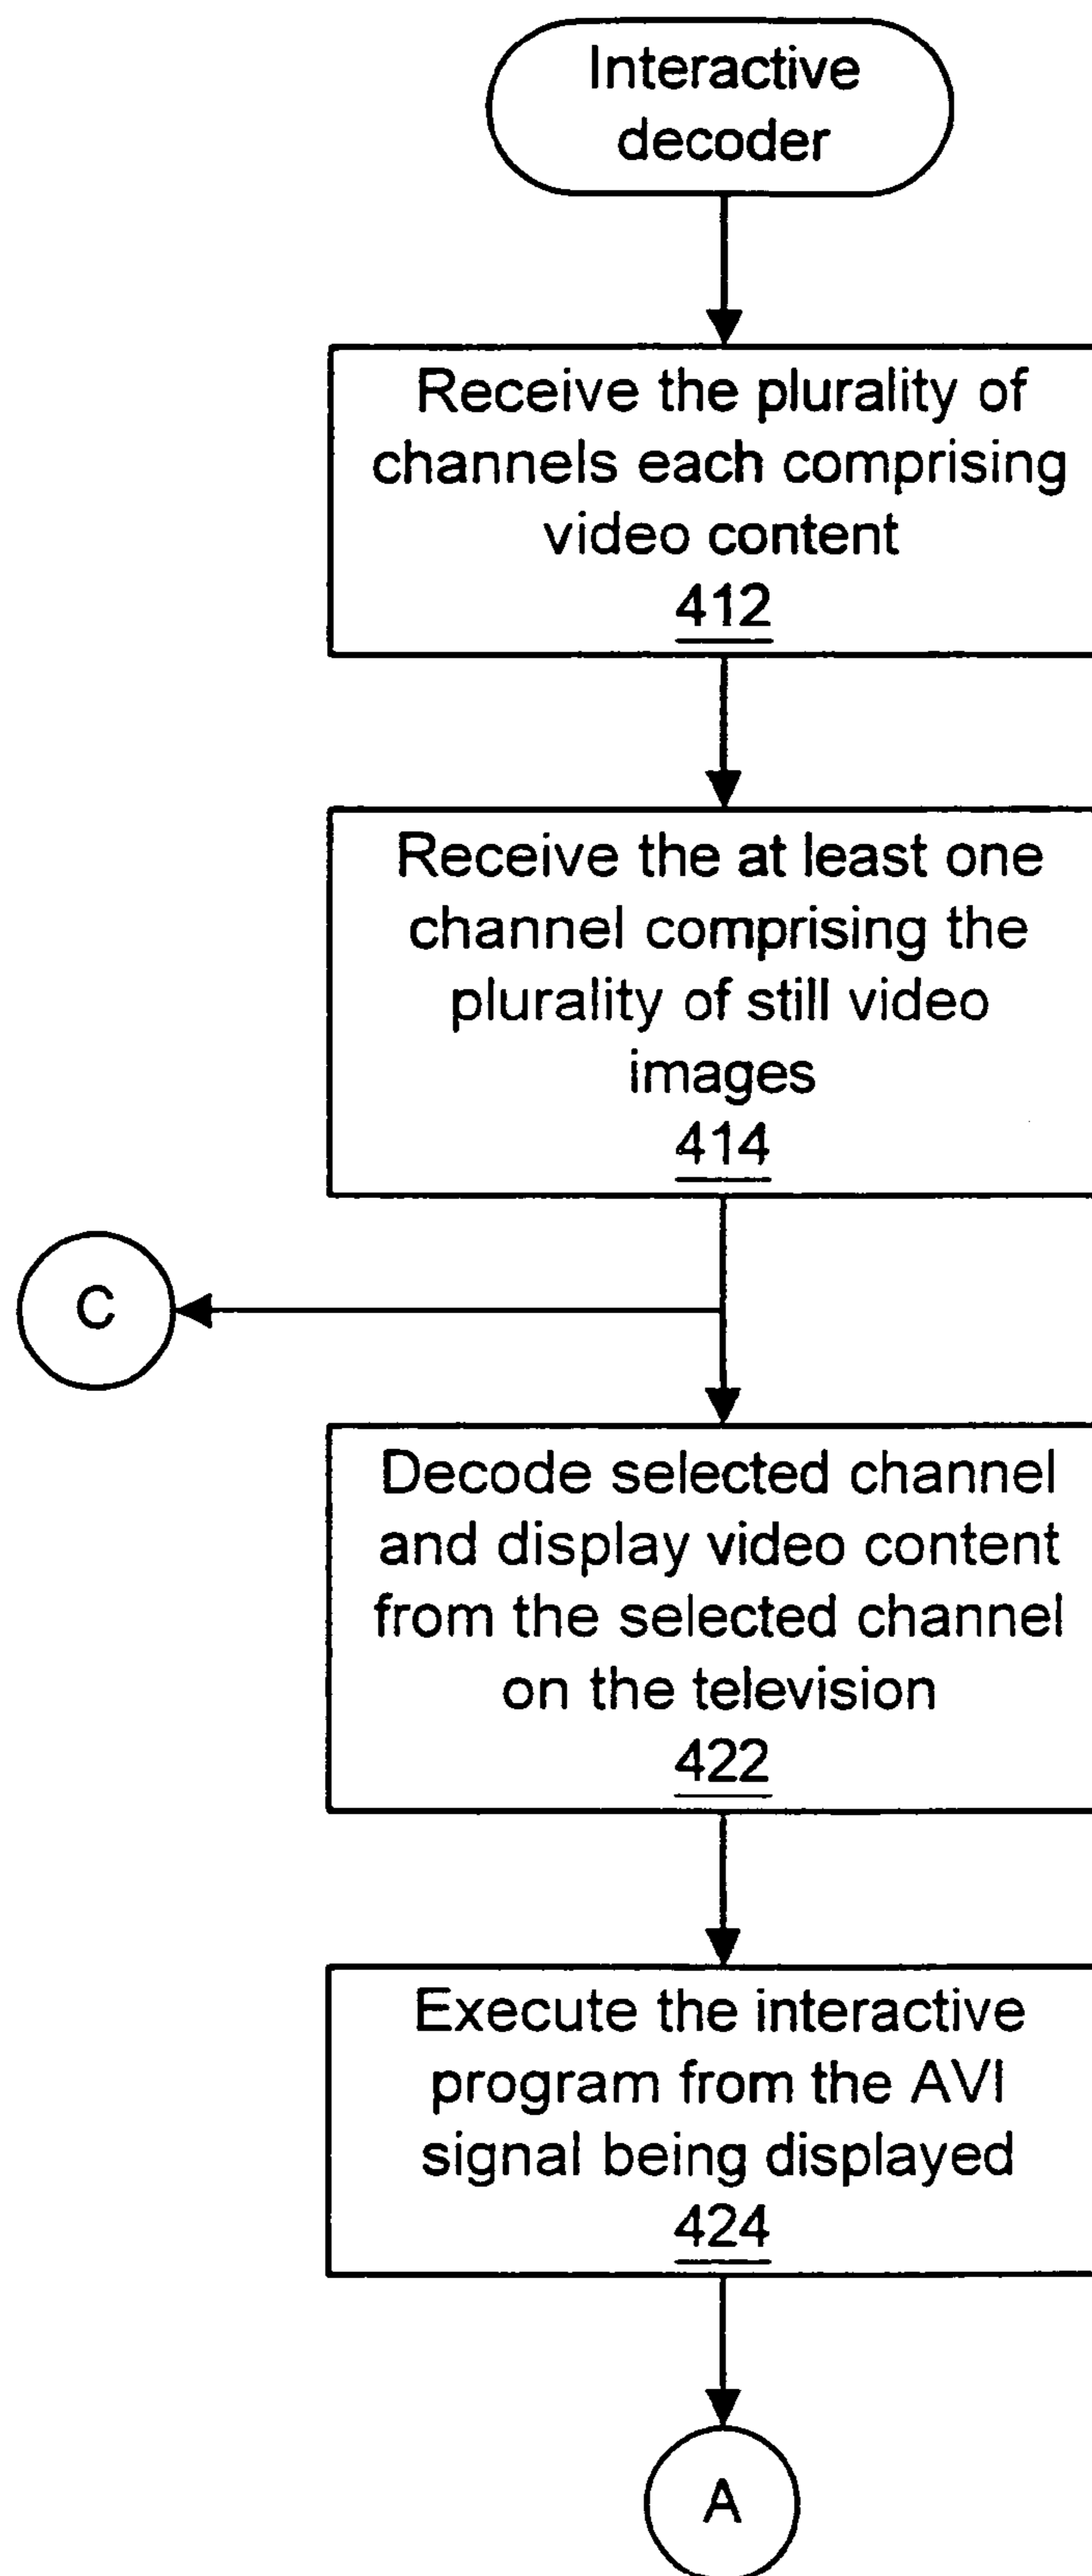 Interactive
decoder
Receive the plurality of
channels each comprising
video content
412
Receive the at least one
channel comprising the
plurality of still video
images
414
C
Decode selected channel
and display video content
from the selected channel
on the television
422
Execute the interactive
program from the AVI
signal being displayed
424
A